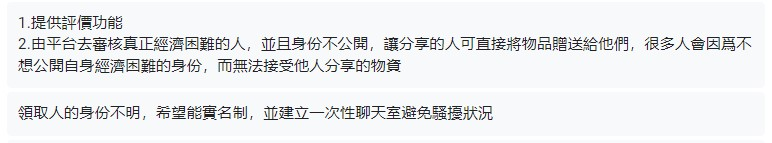 1.提供評價功能
2.由平台去審核真正經濟困難的人，並且身份不公開，讓分享的人可直接將物品贈送給他們，很多人會因爲不
想公開自身經濟困難的身份，而無法接受他人分享的物資
領取人的身份不明，希望能實名制，並建立一次性聊天室避免騷擾狀況